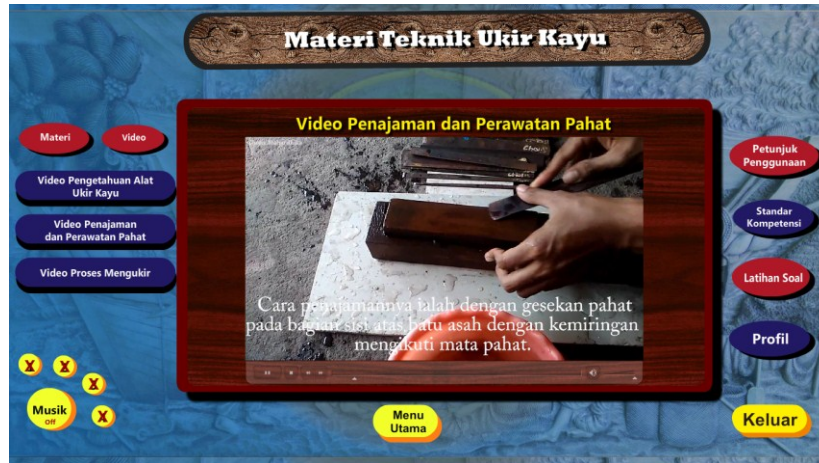 Materi Teknik Ukir Kayu
Video Penajaman dan Perawatan Pahat
Materi
Video
Video Pengetahuan Alat
Ukir Kayu
Video Penajaman
dan Perawatan Pahat
Video Proses Mengukir
Cara penajamannya ialah dengan gesekan pahat
pada bagian sisi atas batu asah dengan kemiringan
mengikuti mata pahat.
Petunjuk
Penggunaan
Standar
Kompetensi
Latihan Soal
Profil
X
X
X
X
Musik
Off
Menu
Utama
Keluar